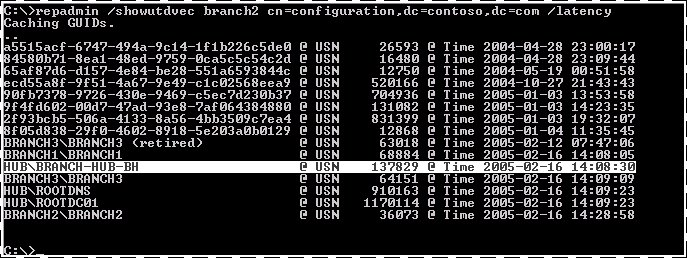 C:\>repadmin /showutdvec branch2 cn=configuration,dc=contoso,dc=com /latency
Caching GUIDs.
..
a5515acf-6747-494a-9c14-1f1b226c5de0 @ USN 26593 @ Time 2004-04-28 23:00:17
84580b71-8ea1-48ed-9759-0ca5c5c54c2d @ USN 16480 @ Time 2004-04-28 23:09:44
65af87d6-d157-4e84-be28-551a6593844c @ USN 12750 @ Time 2004-05-19 00:51:58
ecd55a8f-9f51-4a67-9e49-c1c02568eea9 @ USN 520166 @ Time 2004-10-27 21:43:43
90fb7378-9726-430e-9469-c5ec7d230b37 @ USN 704936 @ Time 2005-01-03 13:53:58
9f4fd602-00d7-47ad-93e8-7af064384880 @ USN 131082 @ Time 2005-01-03 14:23:35
2f93bcb5-506a-4133-8a56-4bb3509c7ea4 @ USN 831399 @ Time 2005-01-03 19:32:07
8f05d838-29f0-4602-8918-5e203a0b0129 @ USN 12868 @ Time 2005-01-04 11:35:45
BRANCH3\BRANCH3 (retired) @ USN 63018 @ Time 2005-02-12 07:47:06
BRANCH1\BRANCH1 @ USN 68884 @ Time 2005-02-16 14:08:05
HUB\BRANCH-HUB-BH @ USN 137829 @ Time 2005-02-16 14:08:30
BRANCH3\BRANCH3 @ USN 64151 @ Time 2005-02-16 14:09:09
HUB\ROOTDNS @ USN 910163 @ Time 2005-02-16 14:09:23
HUB\ROOTDC01 @ USN 1170114 @ Time 2005-02-16 14:09:23
BRANCH2\BRANCH2 @ USN 36073 @ Time 2005-02-16 14:28:58
C:\>_